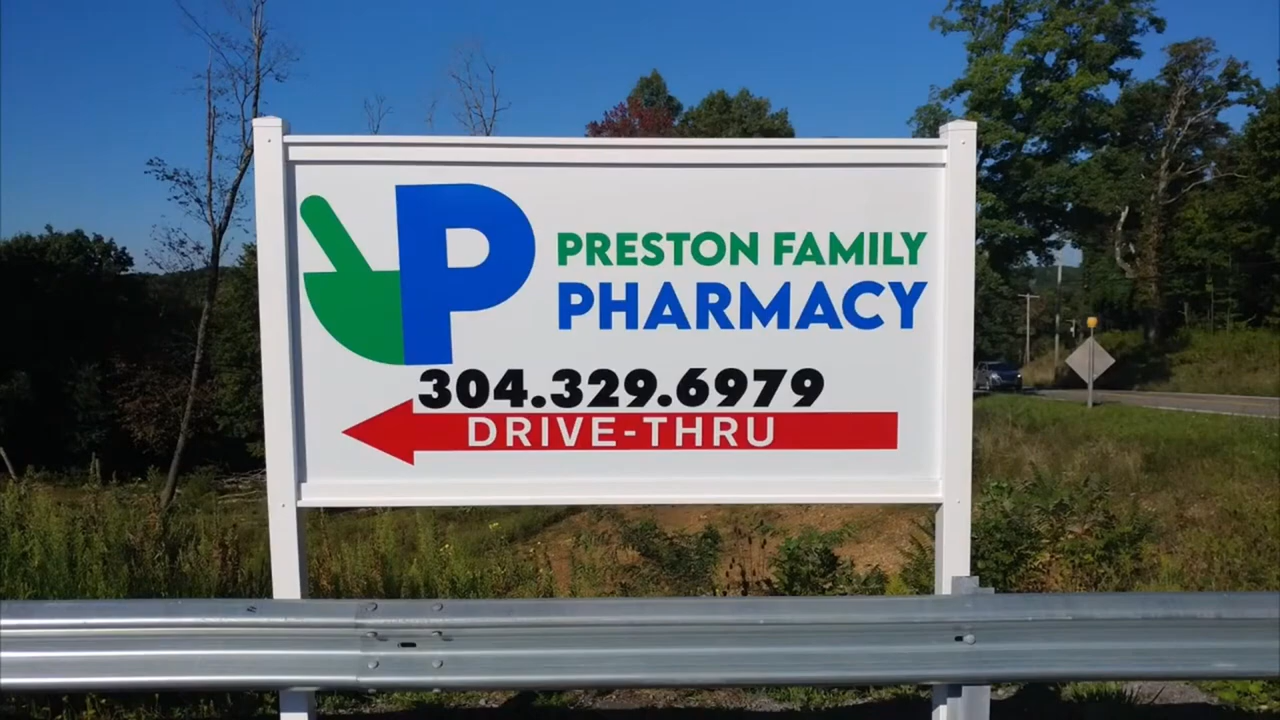 P
PRESTON FAMILY
PHARMACY
304.329.6979
DRIVE-THRU